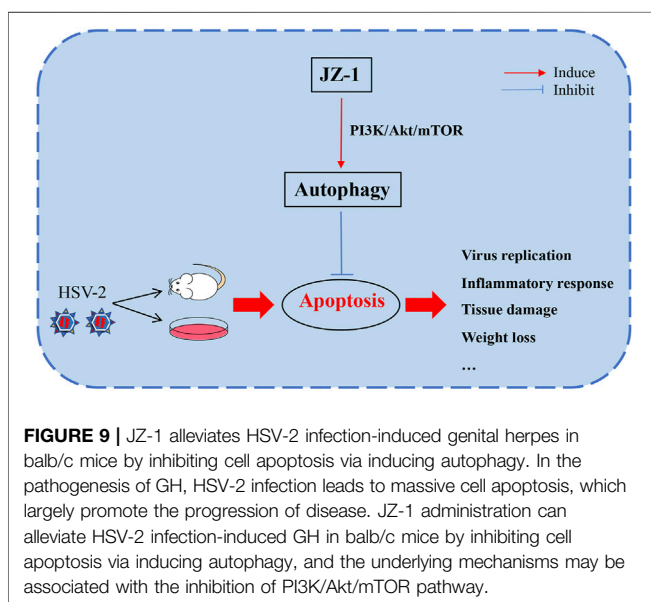 JZ-1
Induce
Inhibit
PI3K/Akt/mTOR
Autophagy
HSV-2
Apoptosis
Virus replication
Inflammatory response
Tissue damage
Weight loss
...
FIGURE 9 | JZ-1 alleviates HSV-2 infection-induced genital herpes in
balb/c mice by inhibiting cell apoptosis via inducing autophagy. In the
pathogenesis of GH, HSV-2 infection leads to massive cell apoptosis, which
largely promote the progression of disease. JZ-1 administration can
alleviate HSV-2 infection-induced GH in balb/c mice by inhibiting cell
apoptosis via inducing autophagy, and the underlying mechanisms may be
associated with the inhibition of PI3K/Akt/mTOR pathway.